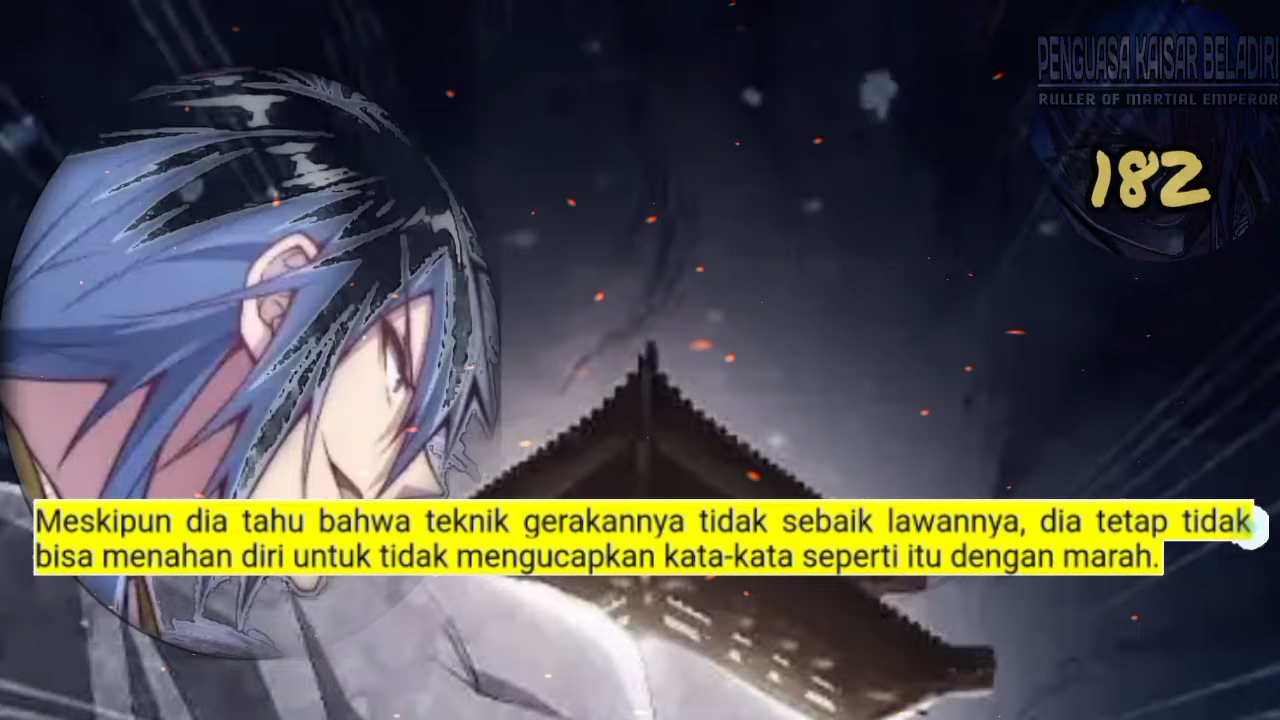 PENGUASA KAISAR BELADIRI
RULLER OF MARTIAL EMPEROR
182
Meskipun dia tahu bahwa teknik gerakannya tidak sebaik lawannya, dia tetap tidak
bisa menahan diri untuk tidak mengucapkan kata-kata seperti itu dengan marah.